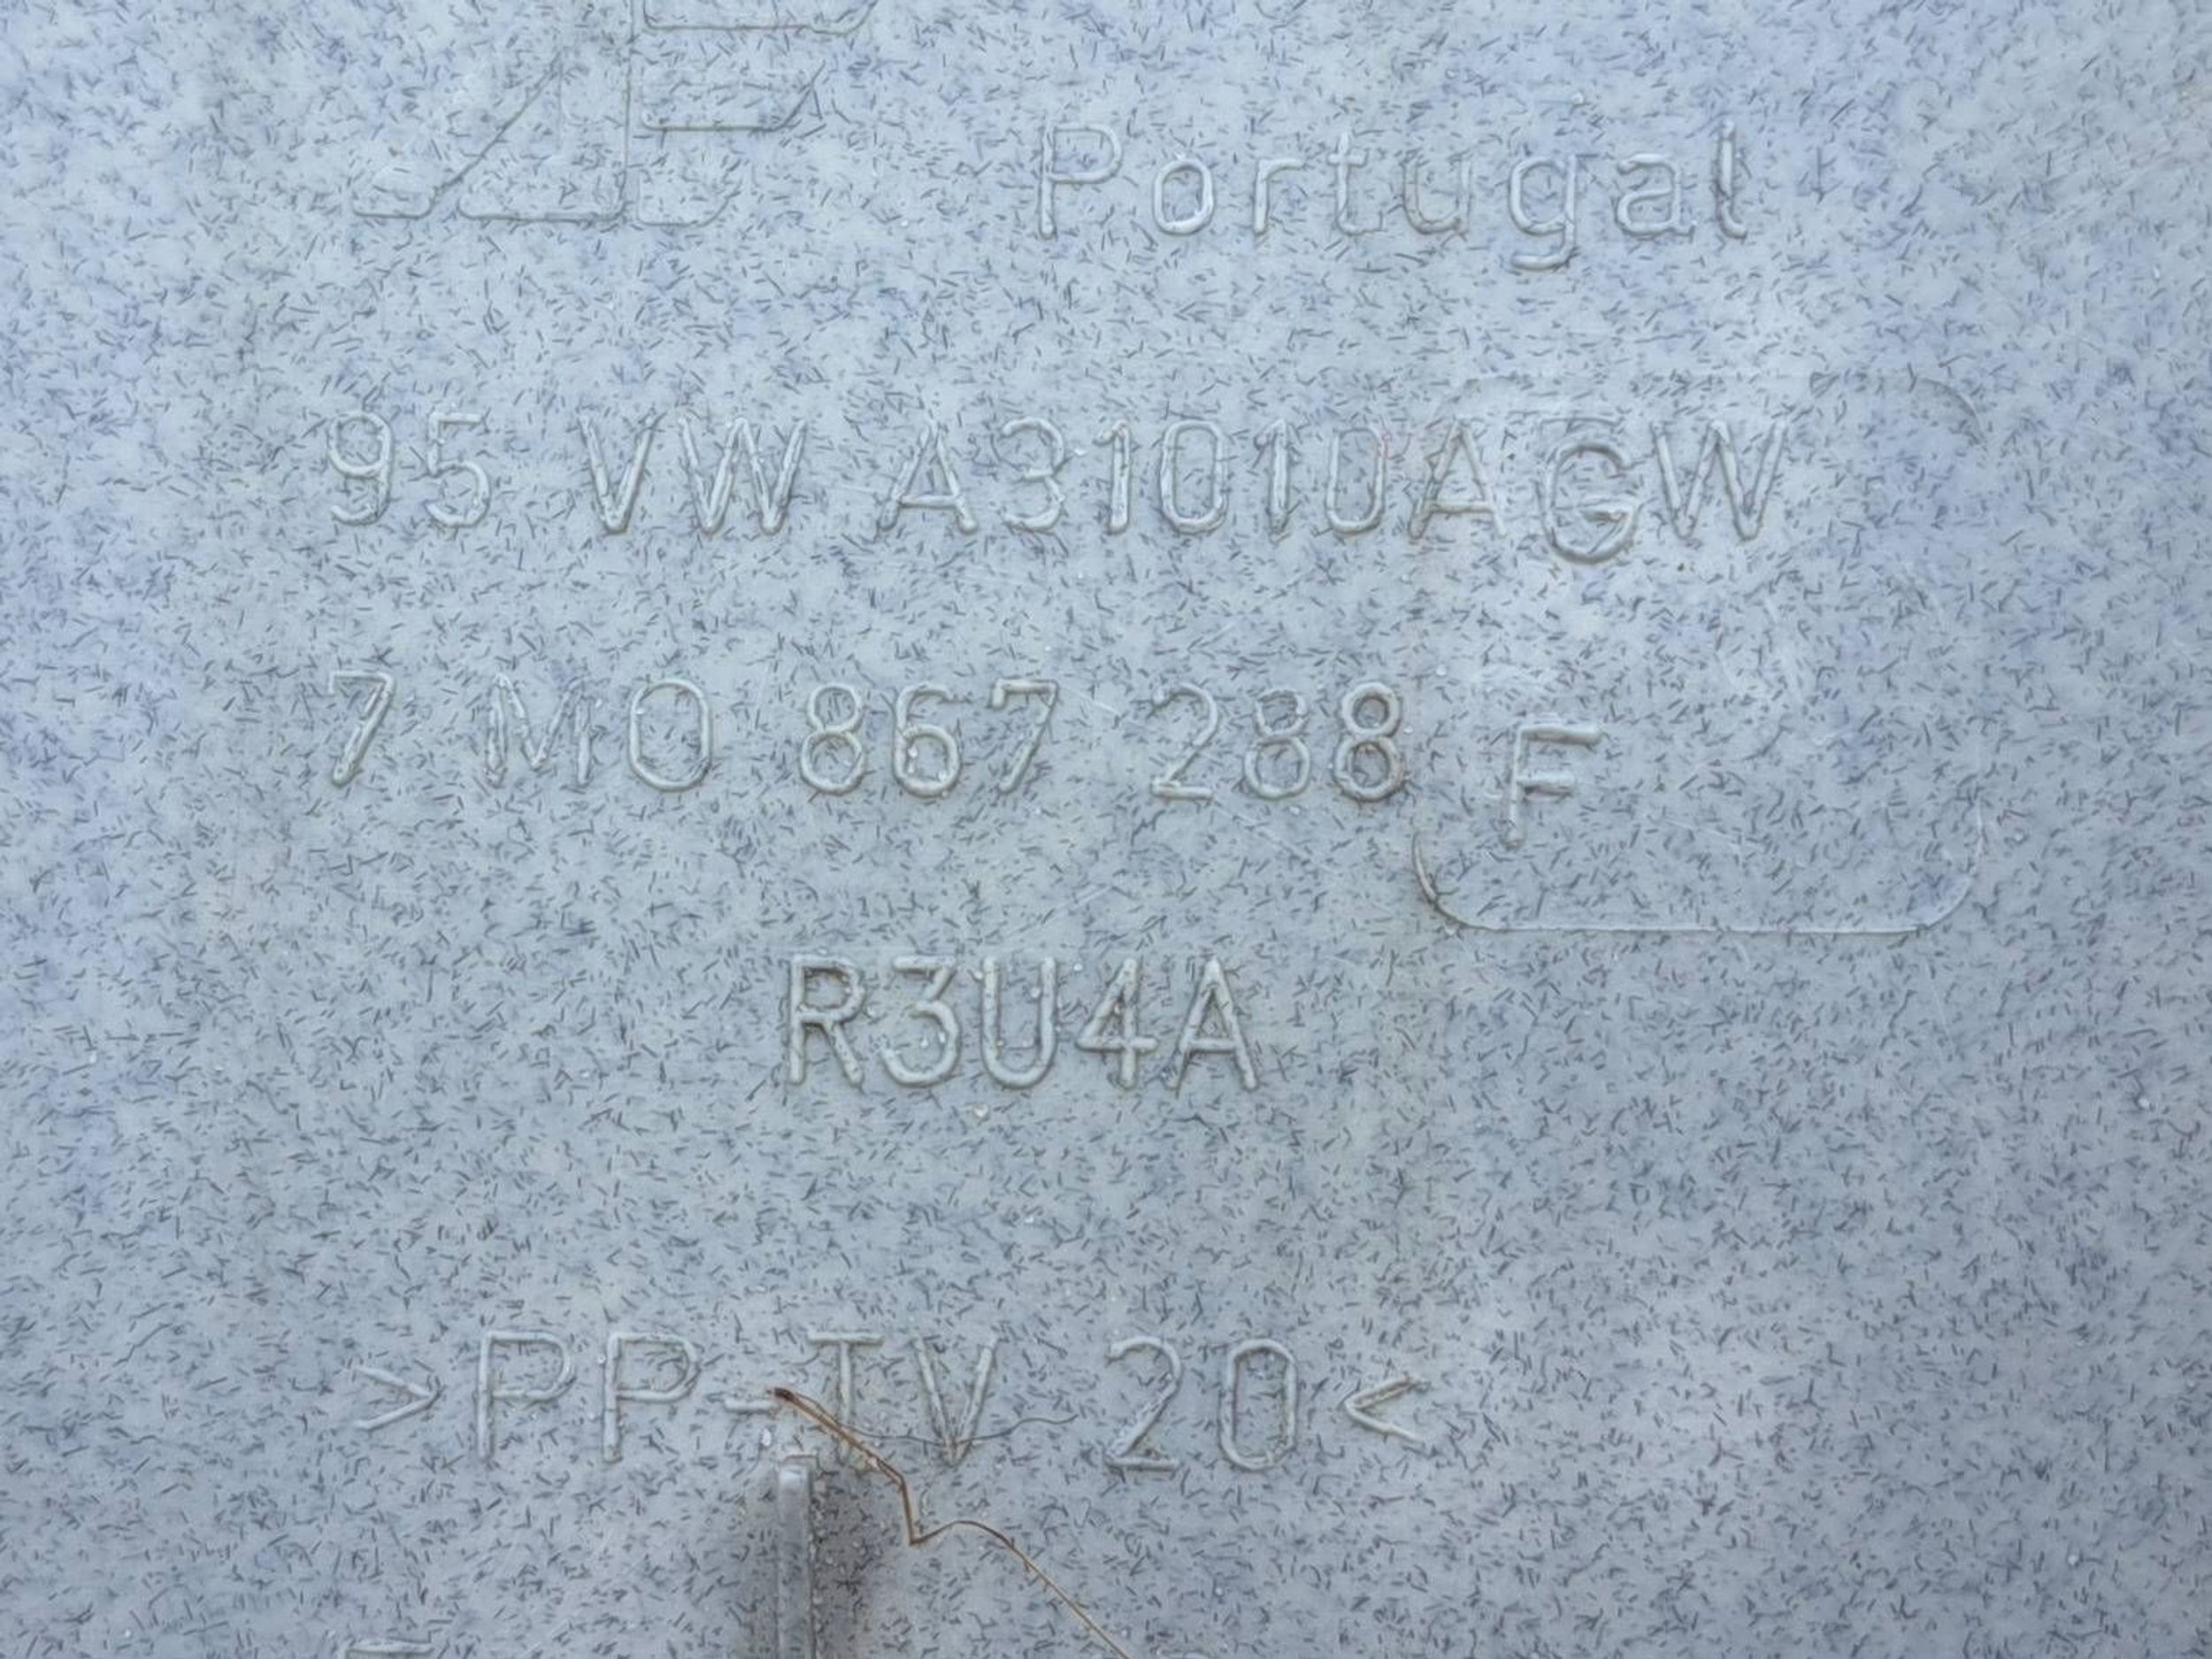 Portugal
95 VW A31010AGW
7 M0 867 288 F
R3U4A
>PP-TV 20<